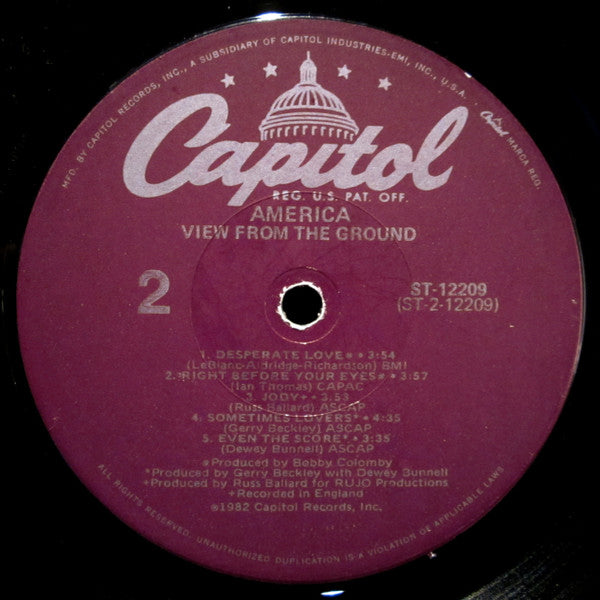 MFD. BY CAPITOL RECORDS, INC., A SUBSIDIARY OF CAPITOL INDUSTRIES-EMI, INC., U.S.A. Capitol MARCA REG.
Capitol
REG. U.S. PAT. OFF.
AMERICA
VIEW FROM THE GROUND
2
ST-12209
(ST-2-12209)
1. DESPERATE LOVE# • 3:54
(LeBlanc-Aldridge-Richardson) BMI
2. RIGHT BEFORE YOUR EYES# • 3:57
(Ian Thomas) CAPAC
3. JODY+ • 3:53
(Russ Ballard) ASCAP
4. SOMETIMES LOVERS* • 4:35
(Gerry Beckley) ASCAP
5. EVEN THE SCORE* • 3:35
(Dewey Bunnell) ASCAP
#Produced by Bobby Colomby
*Produced by Gerry Beckley with Dewey Bunnell
+Produced by Russ Ballard for RUJO Productions
+Recorded in England
℗1982 Capitol Records, Inc.
ALL RIGHTS RESERVED. UNAUTHORIZED DUPLICATION IS A VIOLATION OF APPLICABLE LAWS